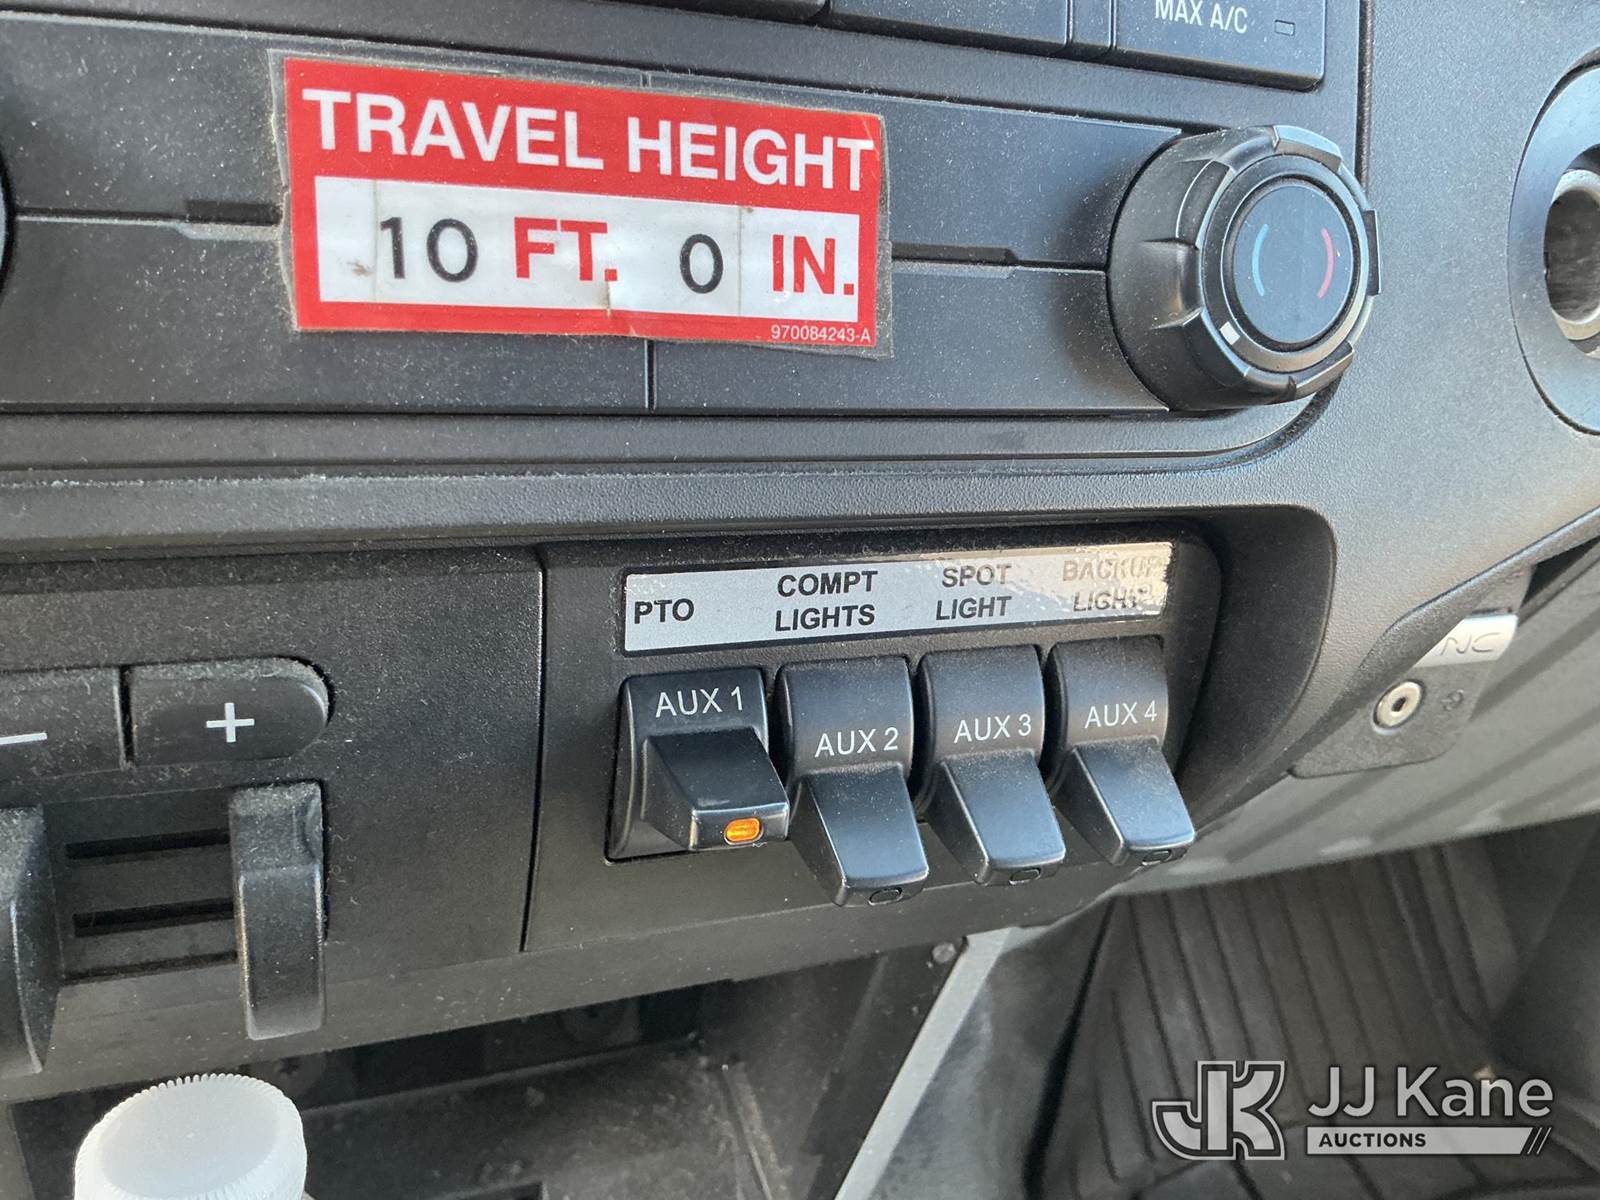 MAX A/C
TRAVEL HEIGHT
10 FT. 0 IN.
970084243-A
PTO
COMPT
LIGHTS
SPOT
LIGHT
BACKUP
LIGHT
AUX 1
AUX 2
AUX 3
AUX 4
- +
JK
JJ Kane
AUCTIONS